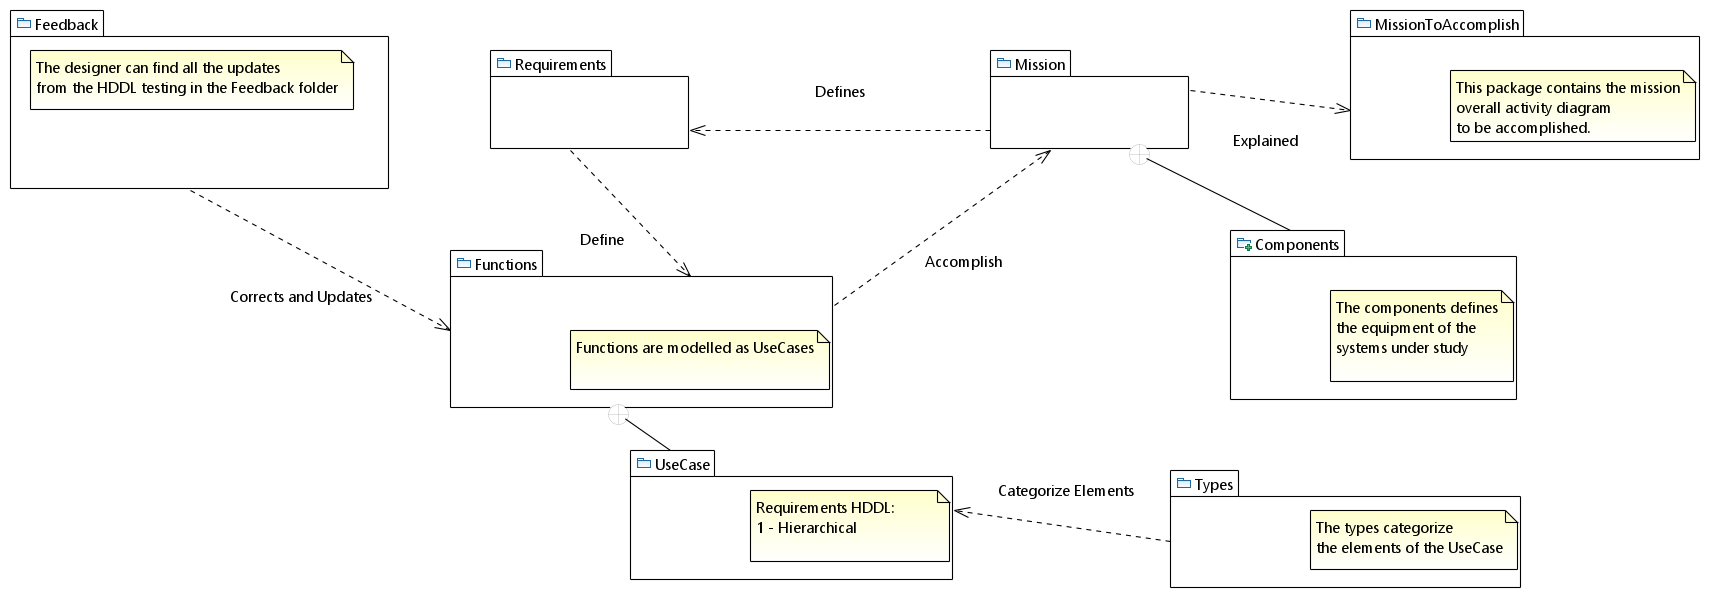 Feedback
The designer can find all the updates
from the HDDL testing in the Feedback folder
Requirements
Mission
MissionToAccomplish
This package contains the mission
overall activity diagram
to be accomplished.
Defines
Explained
Define
Accomplish
Corrects and Updates
Functions
Functions are modelled as UseCases
Components
The components defines
the equipment of the
systems under study
UseCase
Requirements HDDL:
1 - Hierarchical
Categorize Elements
Types
The types categorize
the elements of the UseCase